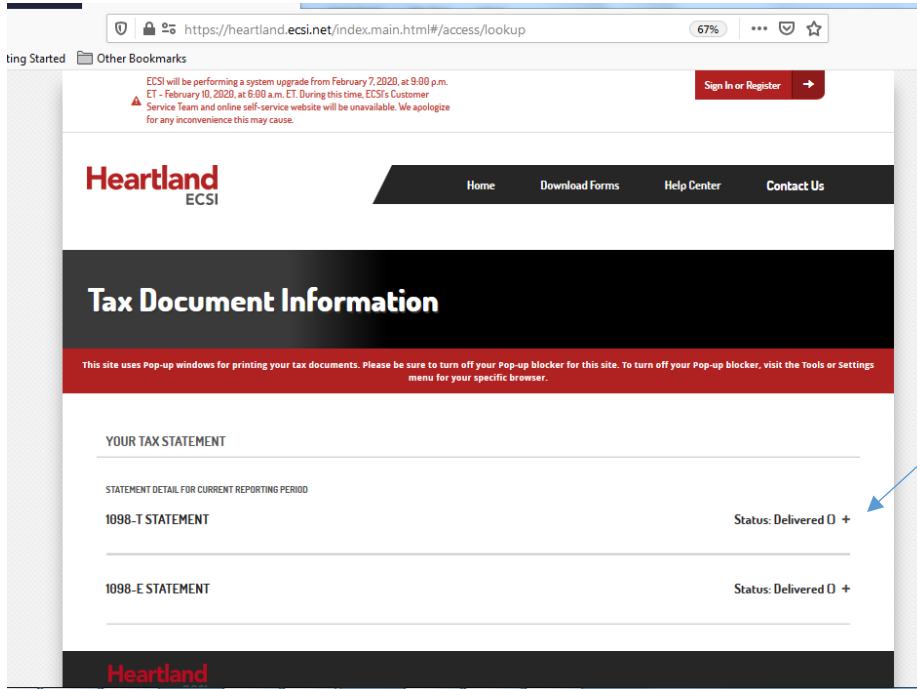 https://heartland.ecsi.net/index.main.html#/access/lookup
67%
ting Started Other Bookmarks
ECSI will be performing a system upgrade from February 7, 2020, at 9:00 p.m.
ET - February 10, 2020, at 6:00 a.m. ET. During this time, ECSI's Customer
Service Team and online self-service website will be unavailable. We apologize
for any inconvenience this may cause.
Sign In or Register
Heartland
ECSI
Home Download Forms Help Center Contact Us
Tax Document Information
This site uses Pop-up windows for printing your tax documents. Please be sure to turn off your Pop-up blocker for this site. To turn off your Pop-up blocker, visit the Tools or Settings
menu for your specific browser.
YOUR TAX STATEMENT
STATEMENT DETAIL FOR CURRENT REPORTING PERIOD
1098-T STATEMENT Status: Delivered () +
1098-E STATEMENT Status: Delivered () +
Heartland
ECSI